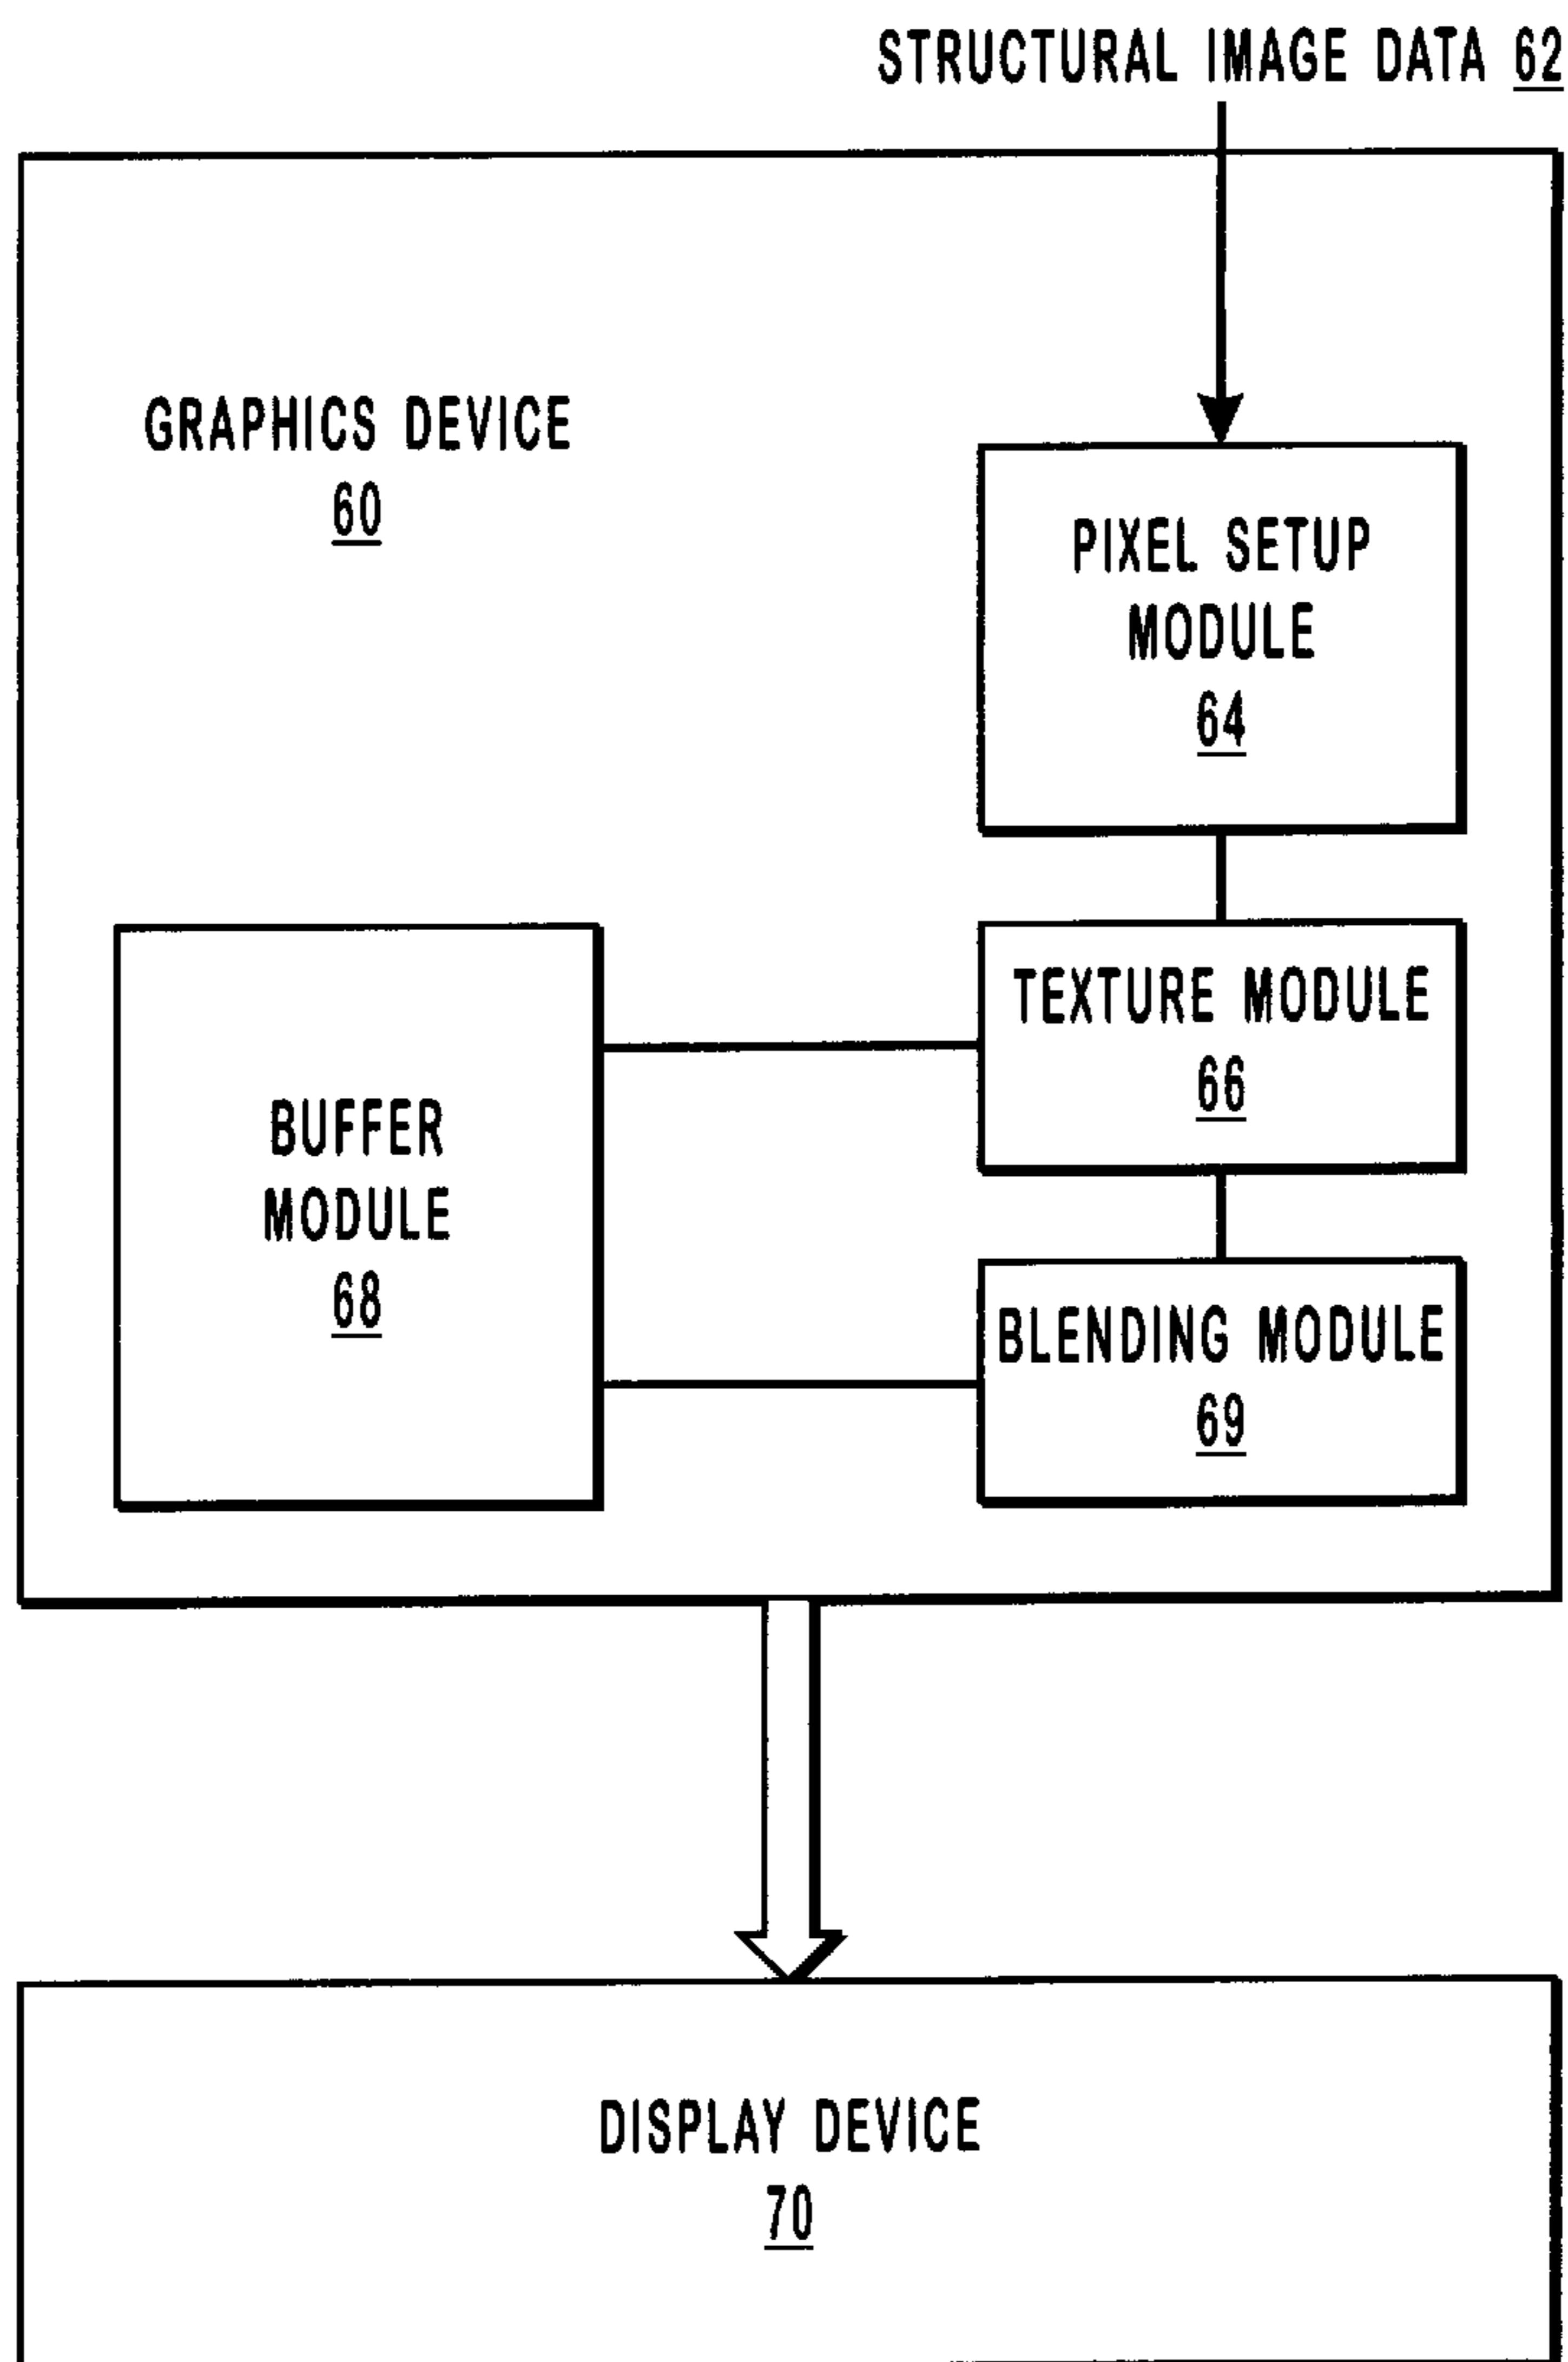 STRUCTURAL IMAGE DATA 62
GRAPHICS DEVICE
60
PIXEL SETUP
MODULE
64
TEXTURE MODULE
66
BUFFER
MODULE
68
BLENDING MODULE
69
DISPLAY DEVICE
70